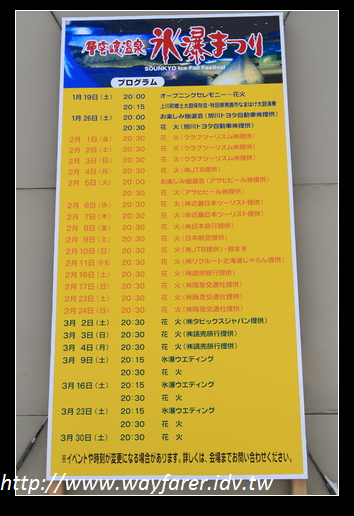 層雲峡温泉 氷瀑まつり
SOUNKYO Ice Fall Festival
プログラム
1月19日(土) 20:00 オープニングセレモニー・花火
20:15 上川町郷土太鼓保存会・秋田県男鹿市なまはげ太鼓演奏
1月26日(土) 20:00 お楽しみ抽選会(旭川トヨタ自動車㈱提供)
20:30 花 火(旭川トヨタ自動車㈱提供)
2月 1日(金) 20:30 花 火(クラブツーリズム㈱提供)
2月 2日(土) 20:30 花 火(クラブツーリズム㈱提供)
2月 3日(日) 20:30 花 火(クラブツーリズム㈱提供)
2月 4日(月) 20:30 花 火(㈱JTB提供)
2月 5日(火) 20:00 お楽しみ抽選会(アサヒビール㈱提供)
20:30 花 火(アサヒビール㈱提供)
2月 6日(水) 20:30 花 火(㈱近畿日本ツーリスト提供)
2月 7日(木) 20:30 花 火(㈱近畿日本ツーリスト提供)
2月 8日(金) 20:30 花 火(㈱日本旅行提供)
2月 9日(土) 20:30 花 火(日本航空提供)
2月10日(日) 20:30 花 火(㈱JTB提供)・餅まき
2月11日(月・祝) 20:30 花 火(㈱リクルート北海道じゃらん提供)
2月16日(土) 20:30 花 火(㈱読売旅行提供)
2月17日(日) 20:30 花 火(㈱阪急交通社提供)
2月23日(土) 20:30 花 火(㈱阪急交通社提供)
2月24日(日) 20:30 花 火(㈱阪急交通社提供)
3月 2日(土) 20:30 花 火(㈱タビックスジャパン提供)
3月 3日(日) 20:30 花 火(㈱読売旅行提供)
3月 4日(月) 20:30 花 火(㈱読売旅行提供)
3月 9日(土) 20:15 氷瀑ウエディング
20:30 花 火
3月16日(土) 20:15 氷瀑ウエディング
20:30 花 火
3月23日(土) 20:15 氷瀑ウエディング
20:30 花 火
3月30日(土) 20:30 花 火
※イベントや時刻が変更になる場合があります。詳しくは、会場までお問い合わせください。
http://www.wayfarer.idv.tw